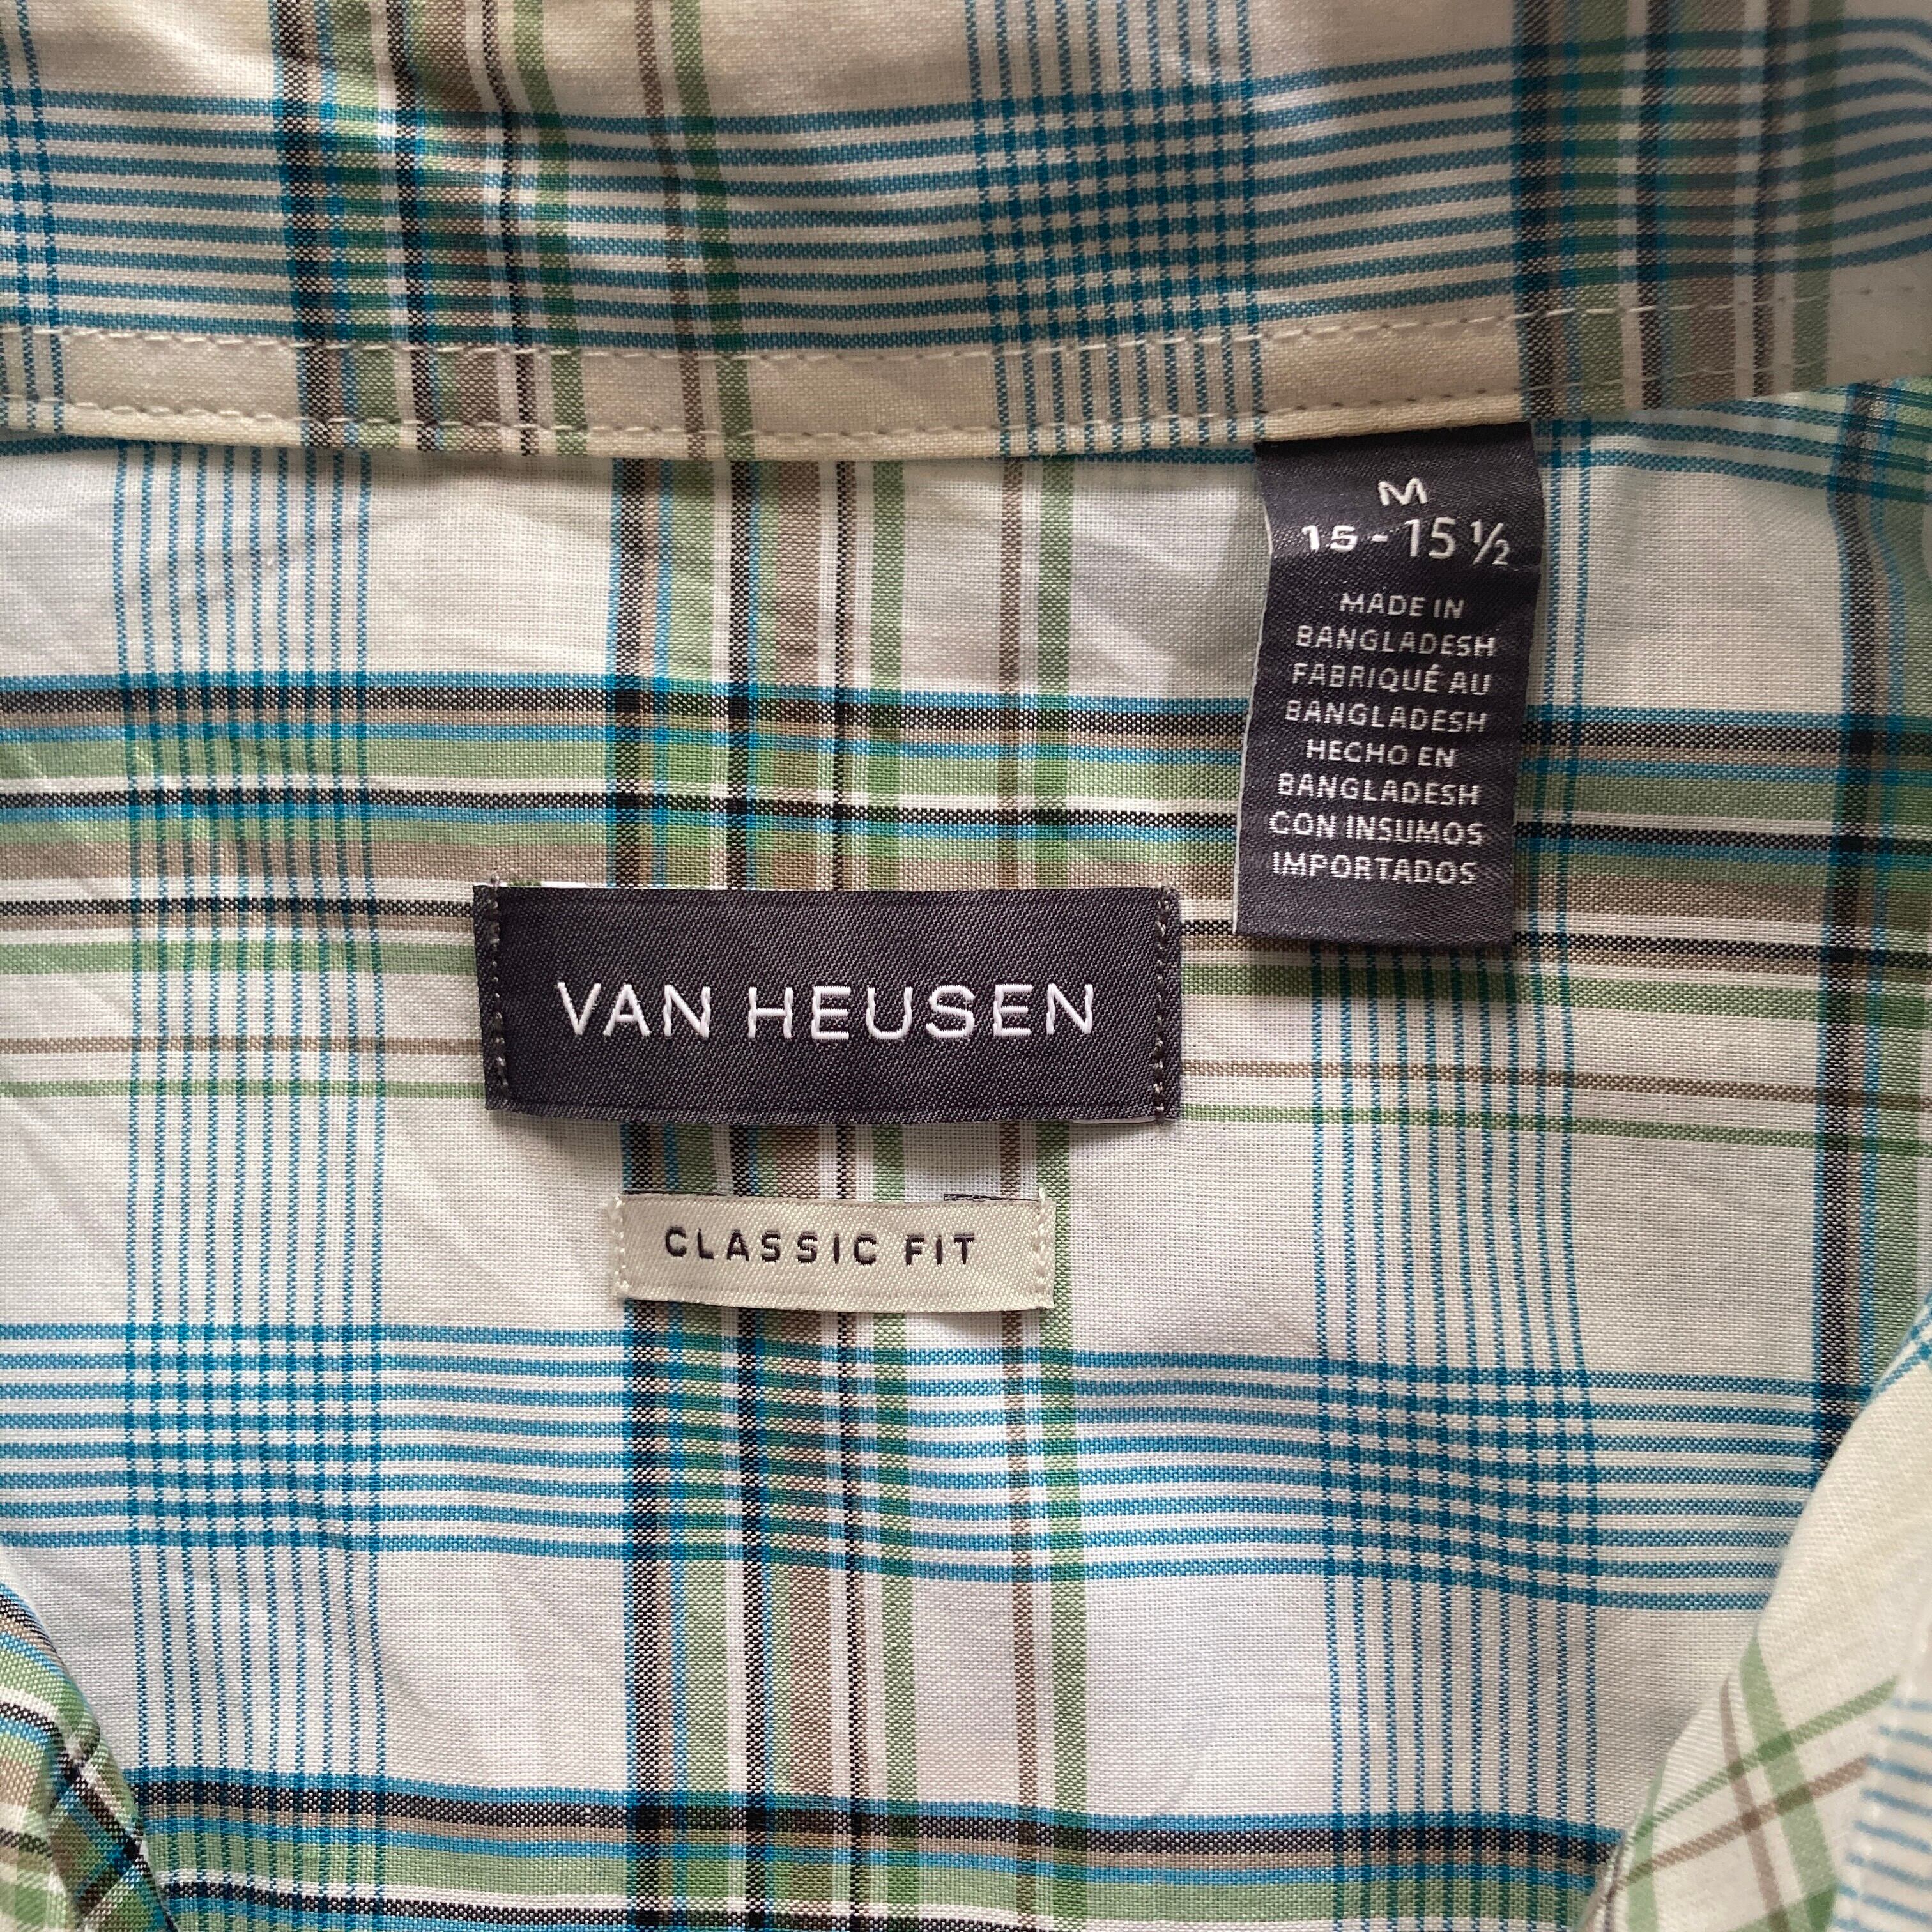 M
15 - 15 ½
MADE IN
BANGLADESH
FABRIQUÉ AU
BANGLADESH
HECHO EN
BANGLADESH
CON INSUMOS
IMPORTADOS
VAN HEUSEN
CLASSIC FIT